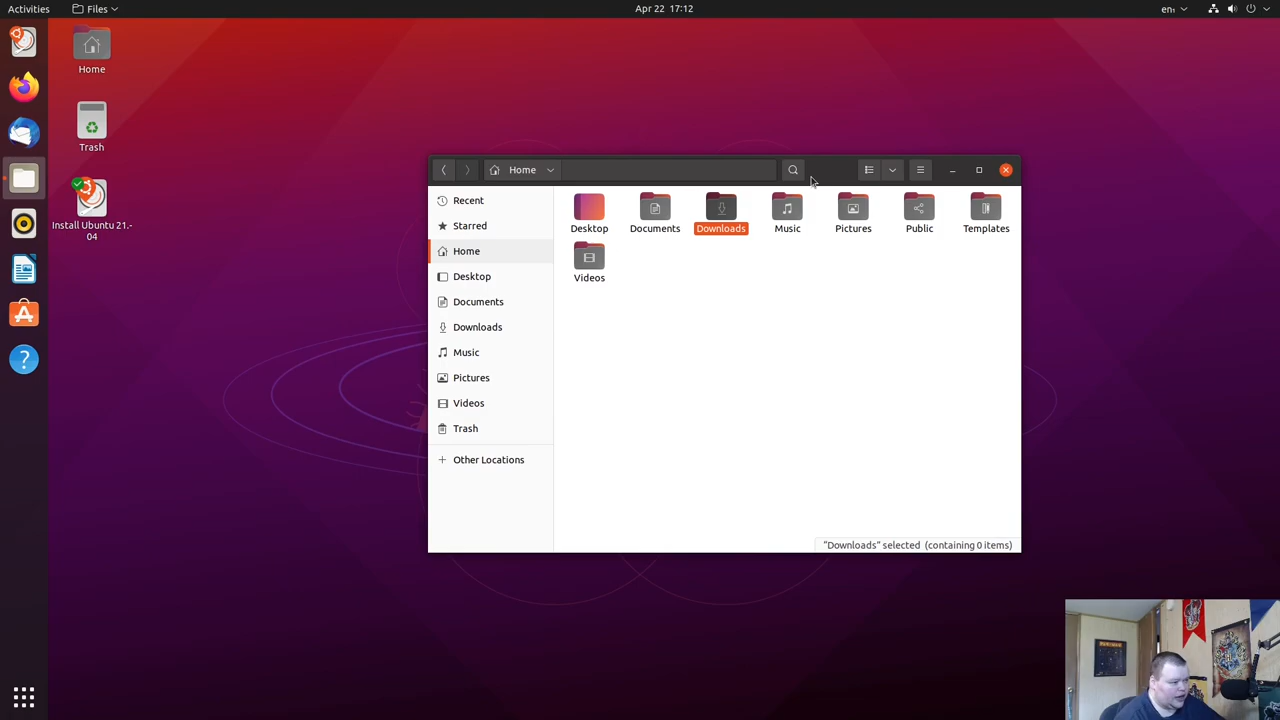 Activities
Files
Apr 22 17:12
en₁
Home
Trash
Install Ubuntu 21.-
04
Home
Recent
Starred
Home
Desktop
Documents
Downloads
Music
Pictures
Videos
Trash
Other Locations
Desktop
Documents
Downloads
Music
Pictures
Public
Templates
Videos
"Downloads" selected (containing 0 items)